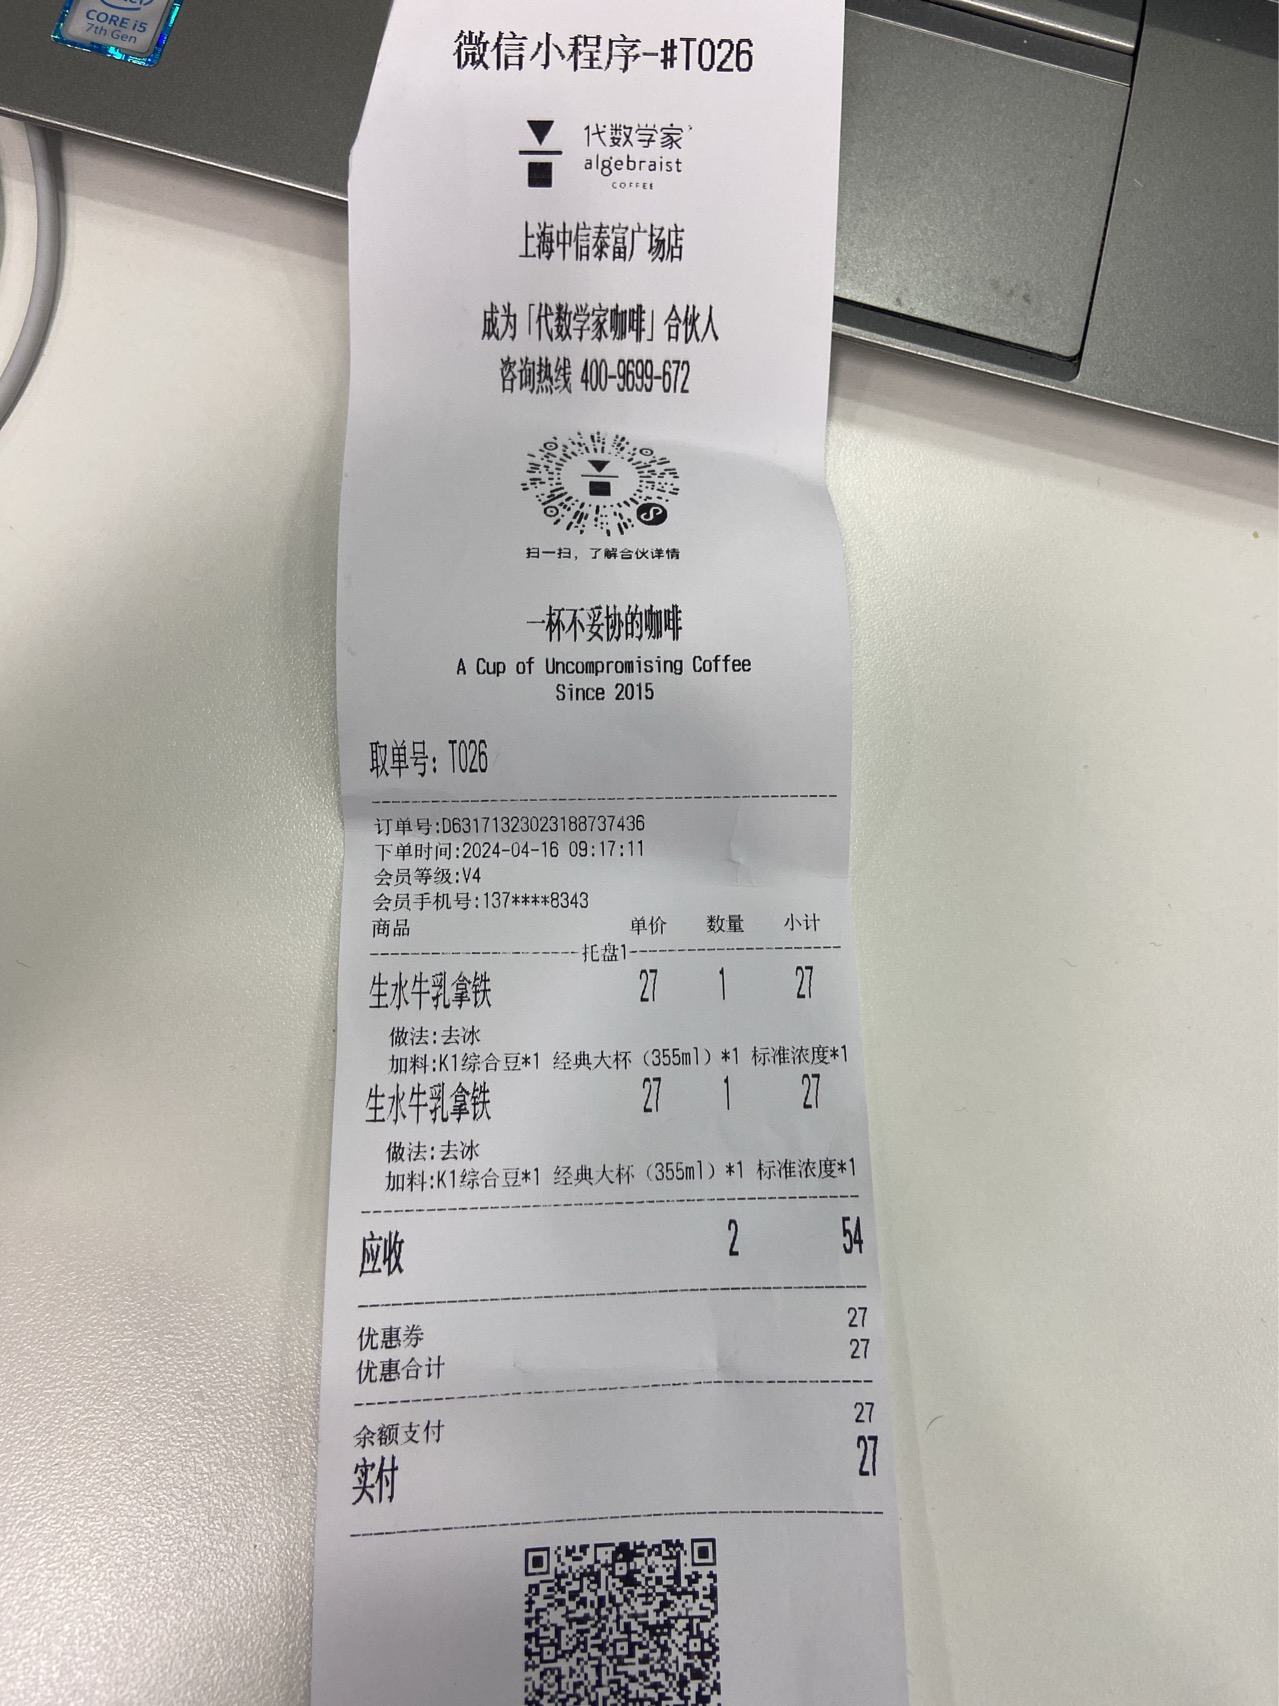 CORE i5
7th Gen
微信小程序-#T026
代数学家
algebraist
COFFEE
上海中信泰富广场店
成为「代数学家咖啡」合伙人
咨询热线 400-9699-672
扫一扫，了解合伙详情
一杯不妥协的咖啡
A Cup of Uncompromising Coffee
Since 2015
取单号: T026
订单号:D631713230231887​37436
下单时间:2024-04-16 09:17:11
会员等级:V4
会员手机号:137****8343
商品 单价 数量 小计
托盘1
生水牛乳拿铁 27 1 27
做法:去冰
加料:K1综合豆*1 经典大杯（355ml）*1 标准浓度*1
生水牛乳拿铁 27 1 27
做法:去冰
加料:K1综合豆*1 经典大杯（355ml）*1 标准浓度*1
应收 2 54
优惠券 27
优惠合计 27
余额支付 27
实付 27